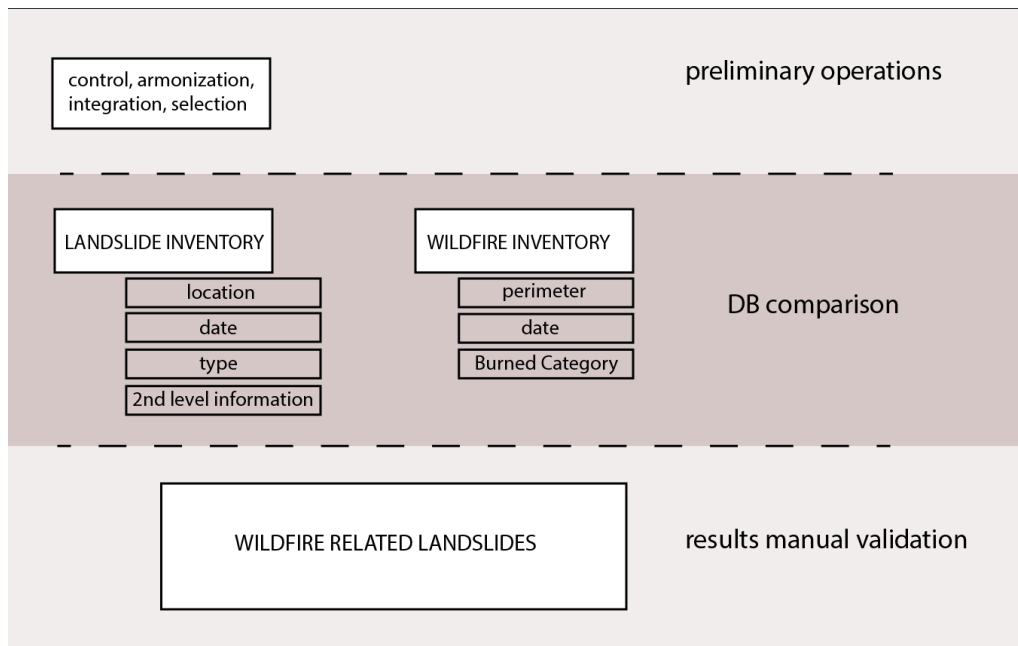 control, armonization,
integration, selection
preliminary operations
LANDSLIDE INVENTORY
location
date
type
2nd level information
WILDFIRE INVENTORY
perimeter
date
Burned Category
DB comparison
WILDFIRE RELATED LANDSLIDES
results manual validation